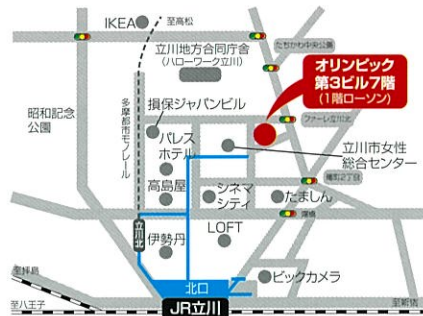 IKEA
至高松
立川地方合同庁舎
(ハローワーク立川)
たちかわ中央公園
オリンピック
第3ビル7階
(1階ローソン)
昭和記念
公園
多摩都市モノレール
損保ジャパンビル
ファーレ立川北
パレス
ホテル
立川市女性
総合センター
高島屋
シネマ
シティ
たましん
曙町2丁目
立川北
伊勢丹
LOFT
北口
ビックカメラ
至拝島
至八王子
JR立川
至新宿